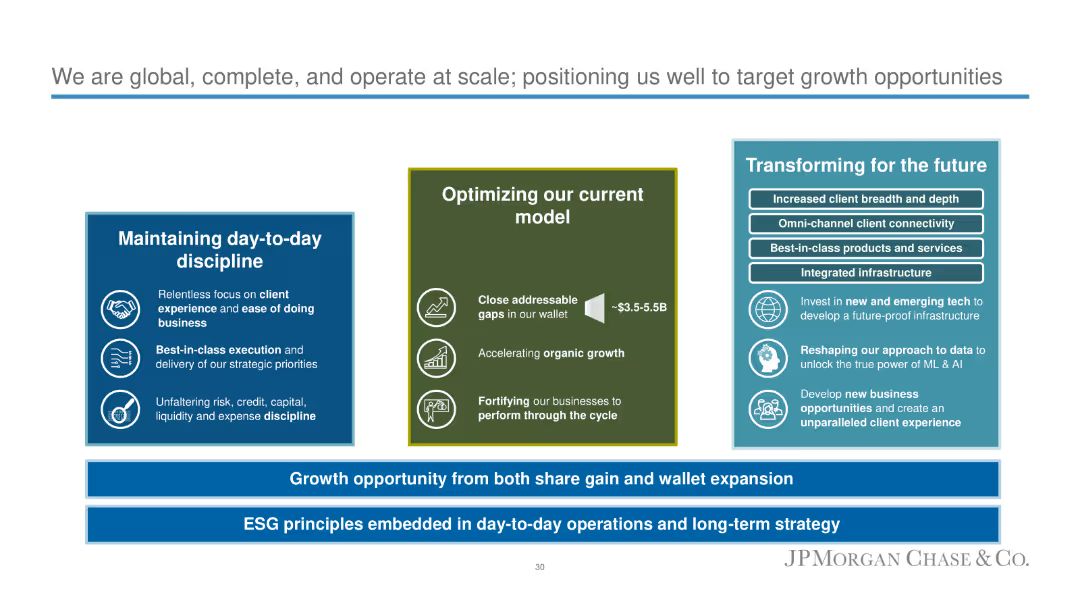 We are global, complete, and operate at scale; positioning us well to target growth opportunities
Maintaining day-to-day
discipline
Relentless focus on client
experience and ease of doing
business
Best-in-class execution and
delivery of our strategic priorities
Unfaltering risk, credit, capital,
liquidity and expense discipline
Optimizing our current
model
Close addressable
gaps in our wallet
~$3.5-5.5B
Accelerating organic growth
Fortifying our businesses to
perform through the cycle
Transforming for the future
Increased client breadth and depth
Omni-channel client connectivity
Best-in-class products and services
Integrated infrastructure
Invest in new and emerging tech to
develop a future-proof infrastructure
Reshaping our approach to data to
unlock the true power of ML & AI
Develop new business
opportunities and create an
unparalleled client experience
Growth opportunity from both share gain and wallet expansion
ESG principles embedded in day-to-day operations and long-term strategy
30
JPMORGAN CHASE & CO.